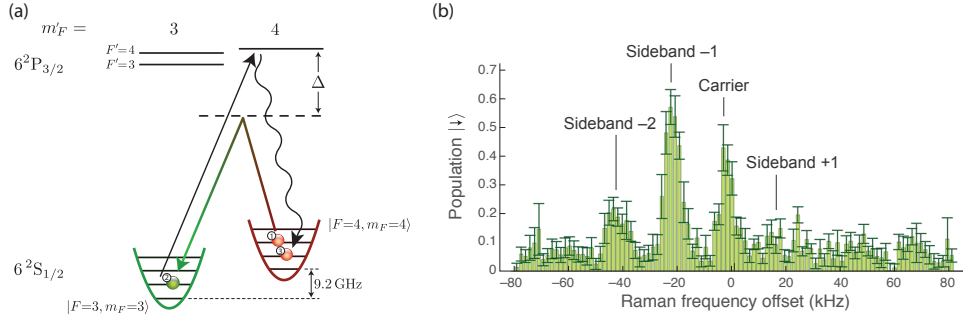 (a)
m′F = 3 4
F′=4
6²P3/2
F′=3
Δ
|F=4, mF=4⟩
1
3
2
6²S1/2
9.2 GHz
|F=3, mF=3⟩
(b)
Sideband –1
Carrier
Sideband –2
Sideband +1
Population |↓⟩
0.7
0.6
0.5
0.4
0.3
0.2
0.1
0
−80 −60 −40 −20 0 20 40 60 80
Raman frequency offset (kHz)